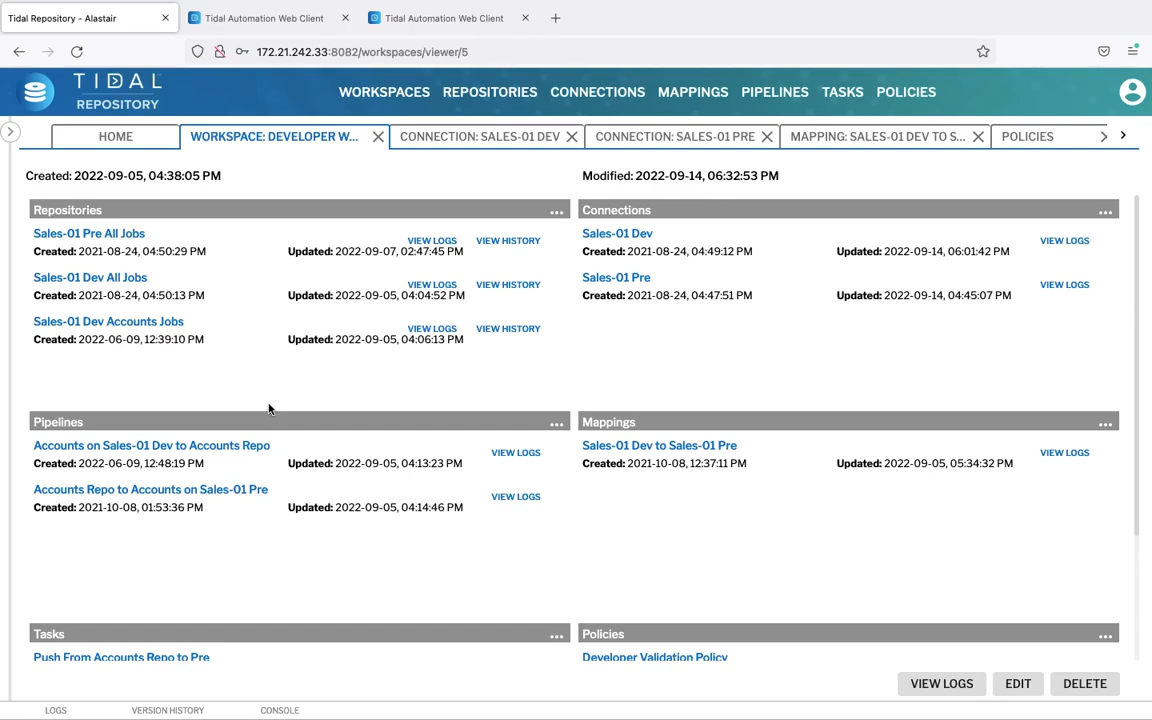 Tidal Repository - Alastair
Tidal Automation Web Client
Tidal Automation Web Client
172.21.242.33:8082/workspaces/viewer/5
TIDAL
REPOSITORY
WORKSPACES REPOSITORIES CONNECTIONS MAPPINGS PIPELINES TASKS POLICIES
HOME
WORKSPACE: DEVELOPER W...
CONNECTION: SALES-01 DEV
CONNECTION: SALES-01 PRE
MAPPING: SALES-01 DEV TO S...
POLICIES
Created: 2022-09-05, 04:38:05 PM
Modified: 2022-09-14, 06:32:53 PM
Repositories
...
Sales-01 Pre All Jobs
VIEW LOGS VIEW HISTORY
Created: 2021-08-24, 04:50:29 PM Updated: 2022-09-07, 02:47:45 PM
Sales-01 Dev All Jobs
VIEW LOGS VIEW HISTORY
Created: 2021-08-24, 04:50:13 PM Updated: 2022-09-05, 04:04:52 PM
Sales-01 Dev Accounts Jobs
VIEW LOGS VIEW HISTORY
Created: 2022-06-09, 12:39:10 PM Updated: 2022-09-05, 04:06:13 PM
Connections
...
Sales-01 Dev
VIEW LOGS
Created: 2021-08-24, 04:49:12 PM Updated: 2022-09-14, 06:01:42 PM
Sales-01 Pre
VIEW LOGS
Created: 2021-08-24, 04:47:51 PM Updated: 2022-09-14, 04:45:07 PM
Pipelines
...
Accounts on Sales-01 Dev to Accounts Repo
VIEW LOGS
Created: 2022-06-09, 12:48:19 PM Updated: 2022-09-05, 04:13:23 PM
Accounts Repo to Accounts on Sales-01 Pre
VIEW LOGS
Created: 2021-10-08, 01:53:36 PM Updated: 2022-09-05, 04:14:46 PM
Mappings
...
Sales-01 Dev to Sales-01 Pre
VIEW LOGS
Created: 2021-10-08, 12:37:11 PM Updated: 2022-09-05, 05:34:32 PM
Tasks
...
Push From Accounts Repo to Pre
Policies
...
Developer Validation Policy
VIEW LOGS EDIT DELETE
LOGS VERSION HISTORY CONSOLE